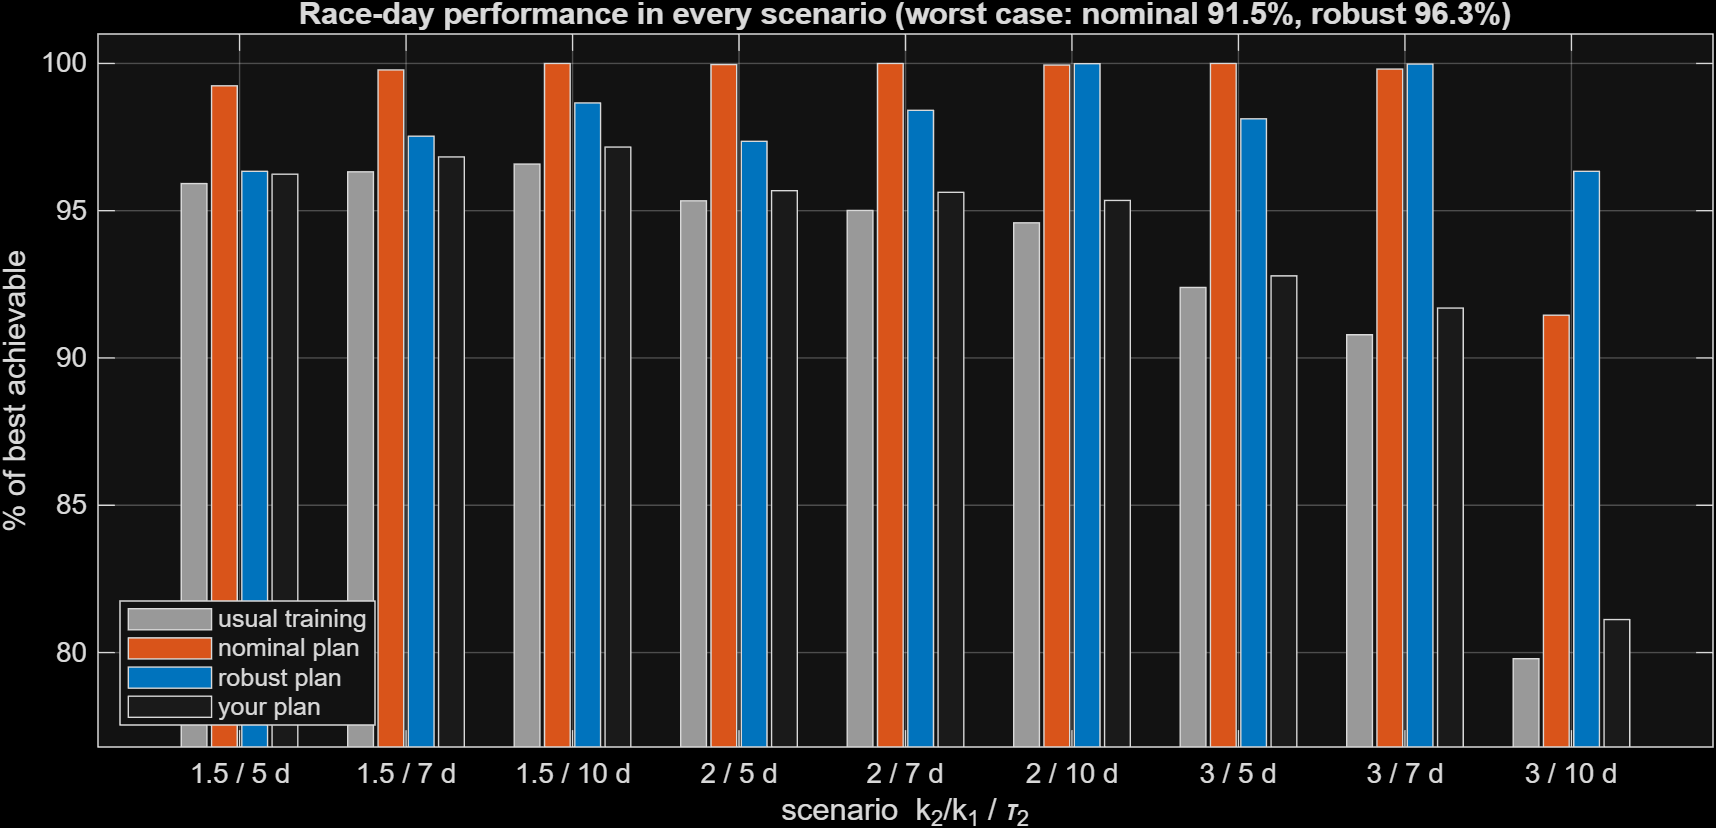 Race-day performance in every scenario (worst case: nominal 91.5%, robust 96.3%)
100
95
90
85
80
% of best achievable
usual training
nominal plan
robust plan
your plan
1.5 / 5 d
1.5 / 7 d
1.5 / 10 d
2 / 5 d
2 / 7 d
2 / 10 d
3 / 5 d
3 / 7 d
3 / 10 d
scenario k₂/k₁ / τ₂